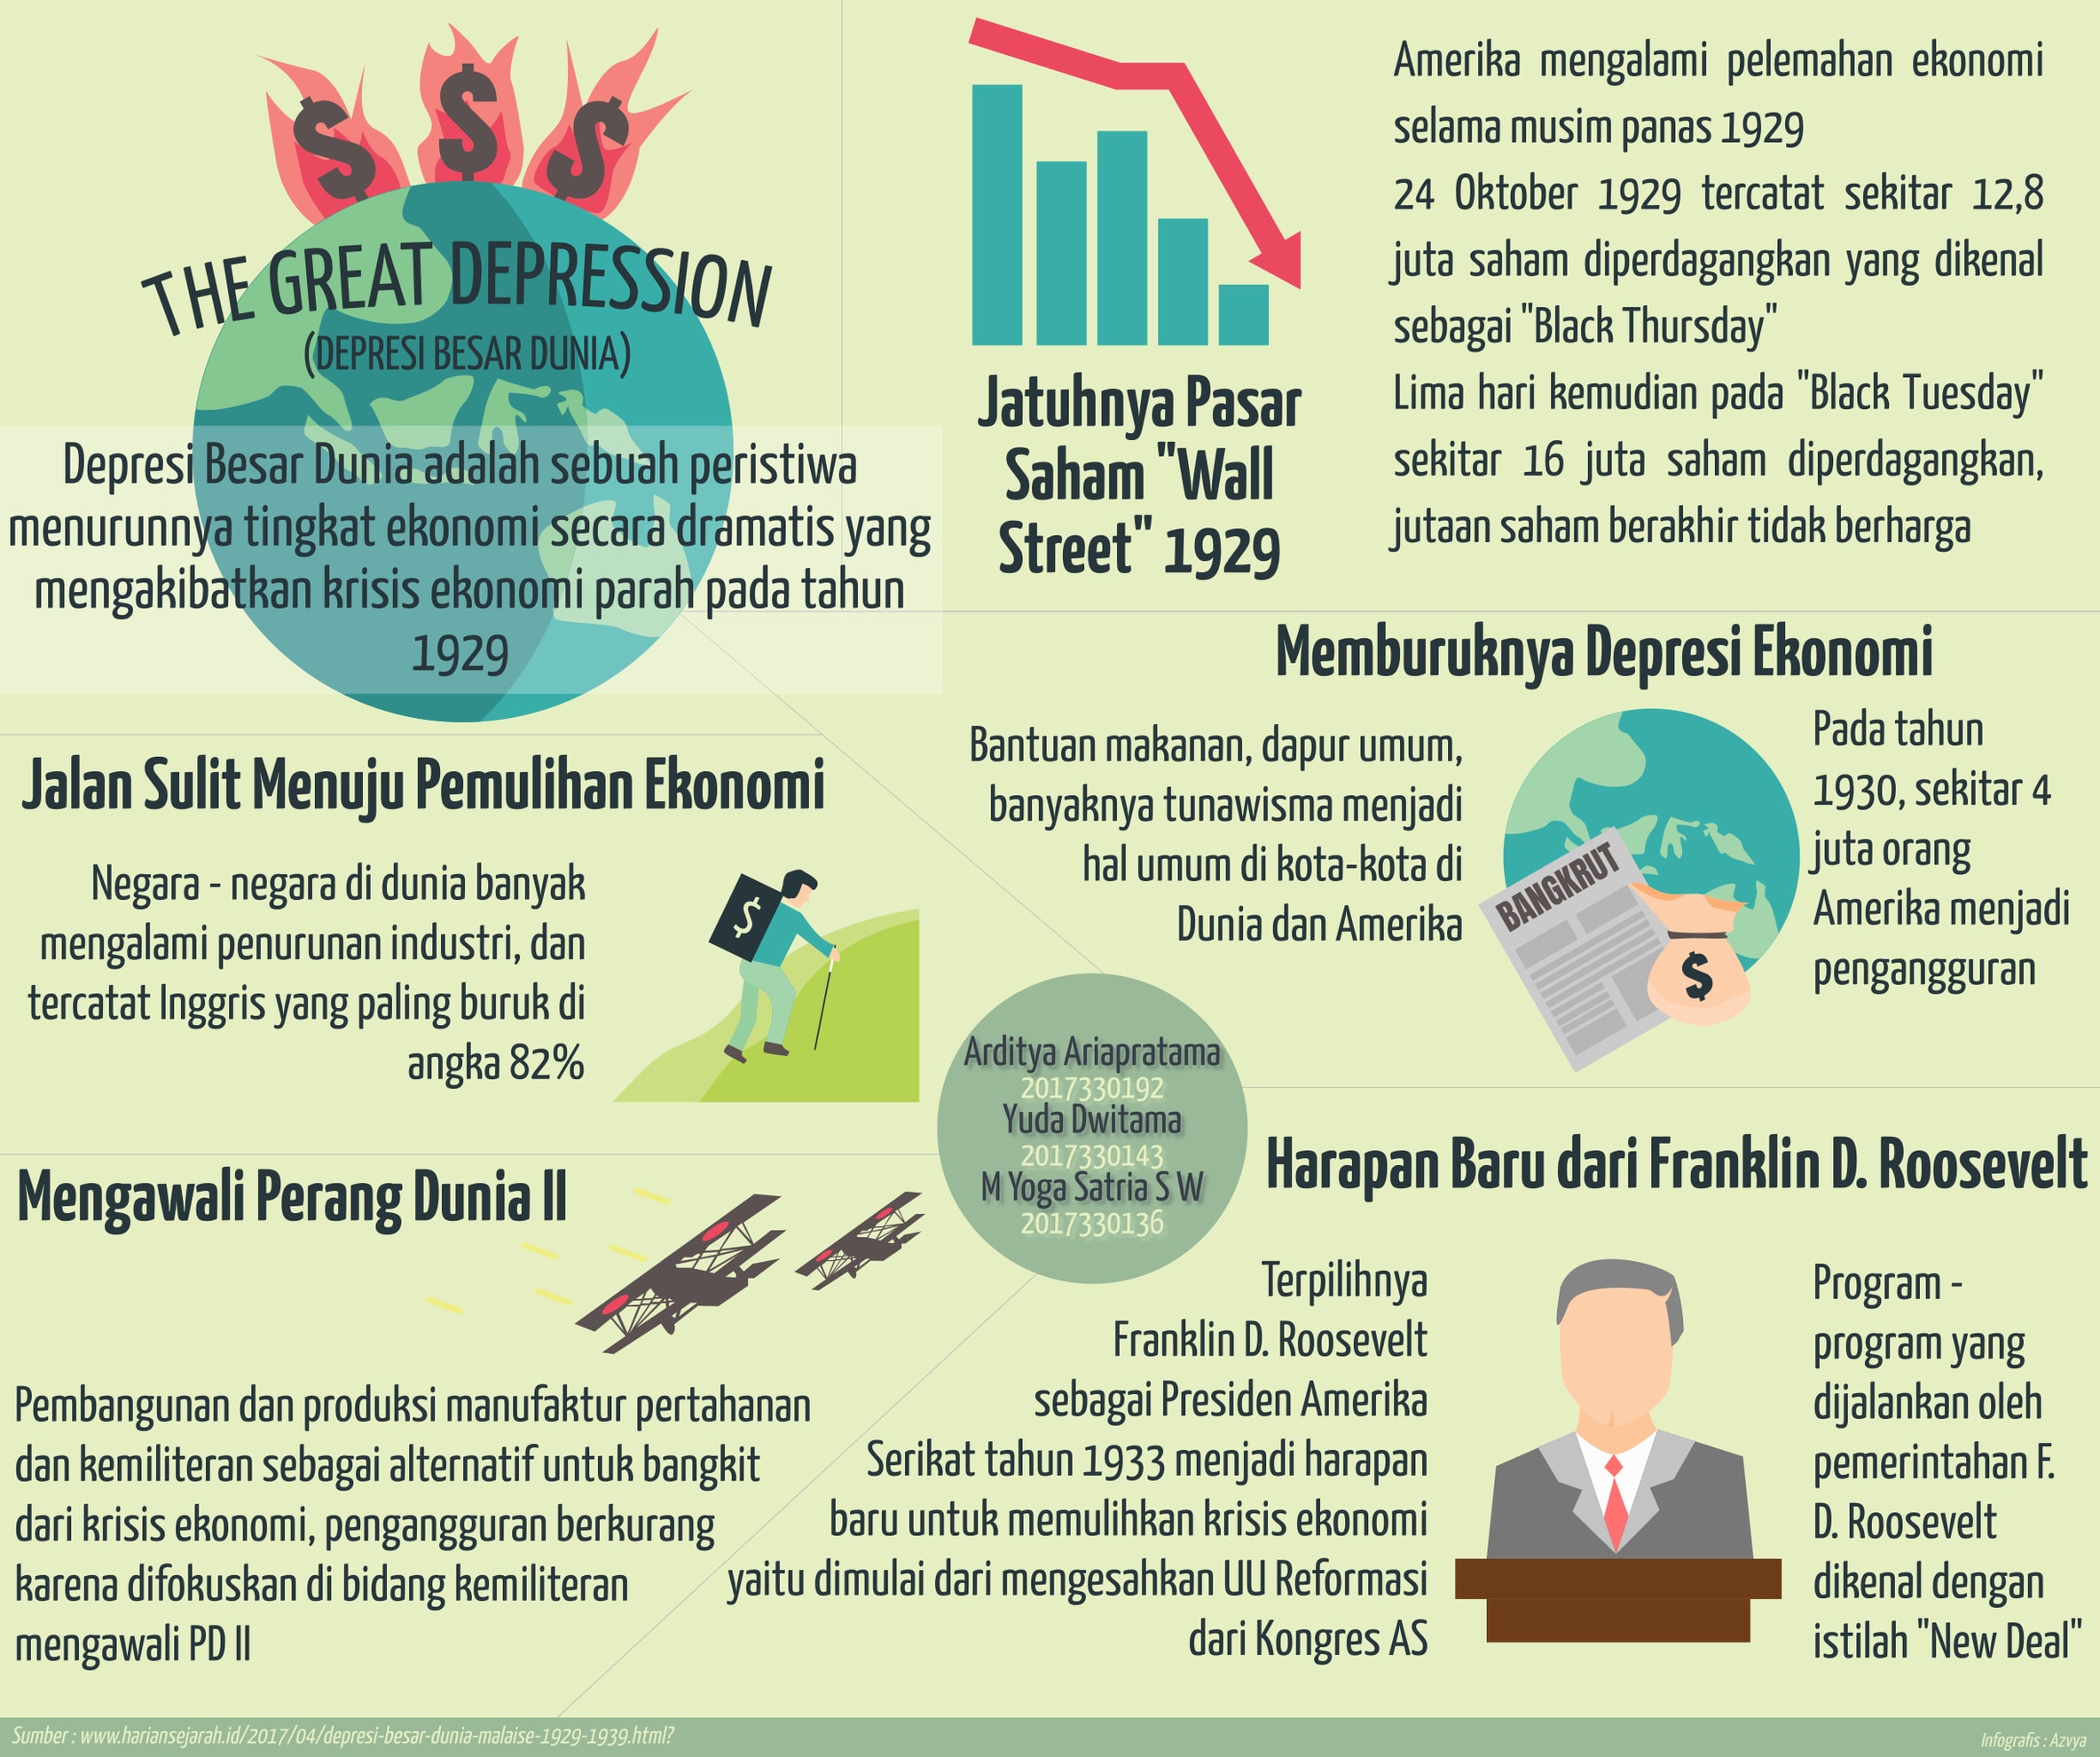 $ $ $
THE GREAT DEPRESSION
(DEPRESI BESAR DUNIA)
Depresi Besar Dunia adalah sebuah peristiwa
menurunnya tingkat ekonomi secara dramatis yang
mengakibatkan krisis ekonomi parah pada tahun
1929
Jatuhnya Pasar
Saham "Wall
Street" 1929
Amerika mengalami pelemahan ekonomi
selama musim panas 1929
24 Oktober 1929 tercatat sekitar 12,8
juta saham diperdagangkan yang dikenal
sebagai "Black Thursday"
Lima hari kemudian pada "Black Tuesday"
sekitar 16 juta saham diperdagangkan,
jutaan saham berakhir tidak berharga
Memburuknya Depresi Ekonomi
Bantuan makanan, dapur umum,
banyaknya tunawisma menjadi
hal umum di kota-kota di
Dunia dan Amerika
BANGKRUT
$
Pada tahun
1930, sekitar 4
juta orang
Amerika menjadi
pengangguran
Jalan Sulit Menuju Pemulihan Ekonomi
Negara - negara di dunia banyak
mengalami penurunan industri, dan
tercatat Inggris yang paling buruk di
angka 82%
$
Arditya Ariapratama
2017330192
Yuda Dwitama
2017330143
M Yoga Satria S W
2017330136
Harapan Baru dari Franklin D. Roosevelt
Terpilihnya
Franklin D. Roosevelt
sebagai Presiden Amerika
Serikat tahun 1933 menjadi harapan
baru untuk memulihkan krisis ekonomi
yaitu dimulai dari mengesahkan UU Reformasi
dari Kongres AS
Program -
program yang
dijalankan oleh
pemerintahan F.
D. Roosevelt
dikenal dengan
istilah "New Deal"
Mengawali Perang Dunia II
Pembangunan dan produksi manufaktur pertahanan
dan kemiliteran sebagai alternatif untuk bangkit
dari krisis ekonomi, pengangguran berkurang
karena difokuskan di bidang kemiliteran
mengawali PD II
Sumber : www.hariansejarah.id/2017/04/depresi-besar-dunia-malaise-1929-1939.html?
Infografis : Azvya